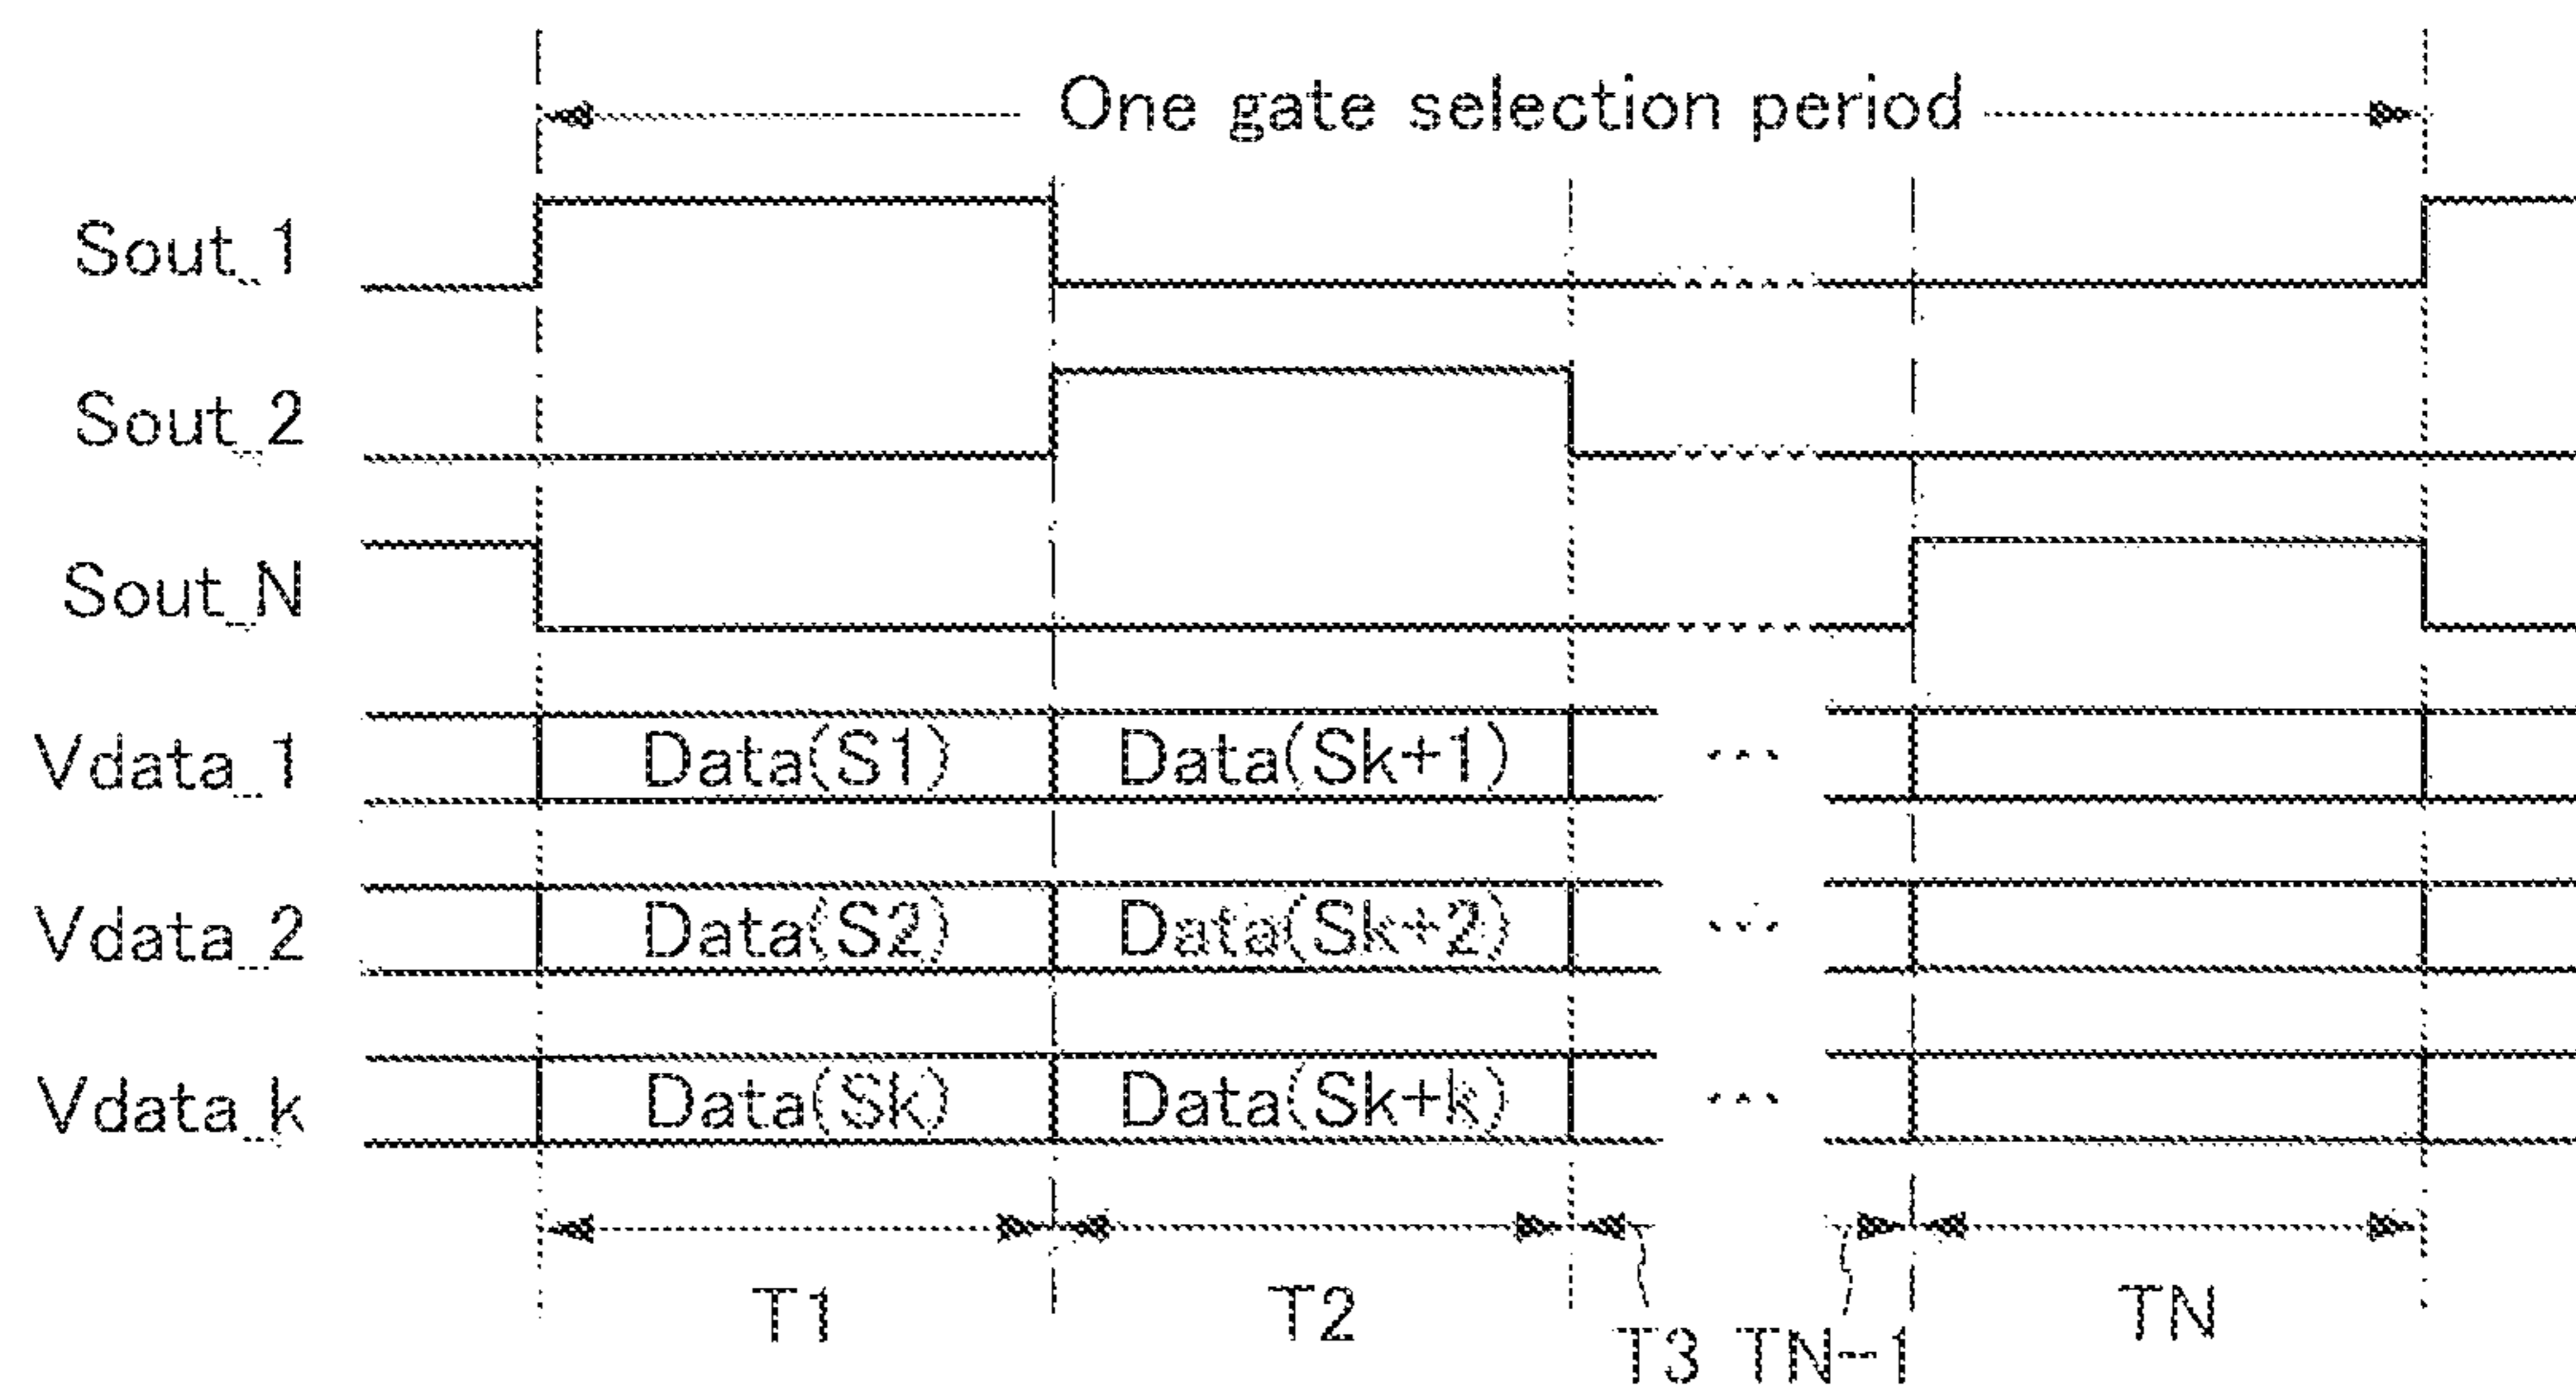 One gate selection period
Sout_1
Sout_2
Sout_N
Vdata_1 Data(S1) Data(Sk+1) ...
Vdata_2 Data(S2) Data(Sk+2) ...
Vdata_k Data(Sk) Data(Sk+k) ...
T1 T2 T3 TN-1 TN